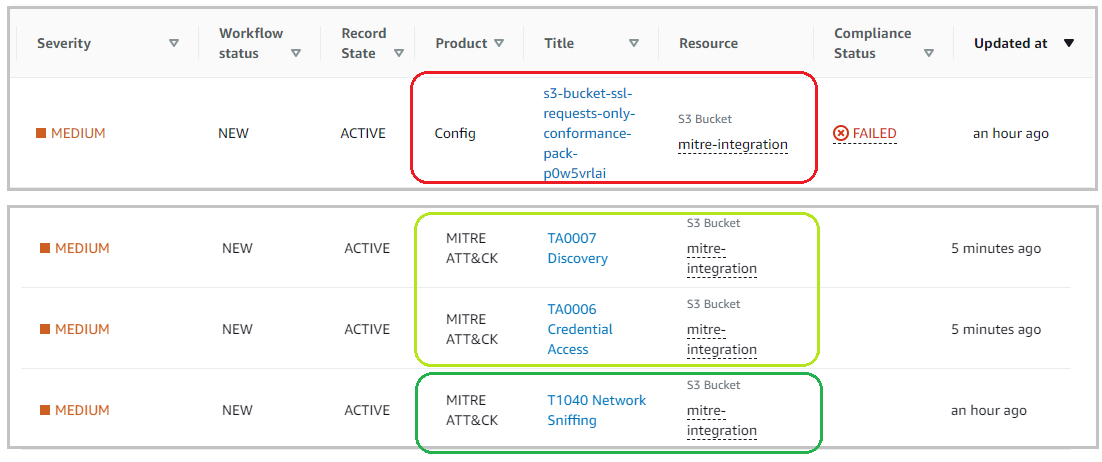 Severity
Workflow
status
Record
State
Product
Title
Resource
Compliance
Status
Updated at
MEDIUM
NEW
ACTIVE
Config
s3-bucket-ssl-
requests-only-
conformance-
pack-
p0w5vrlai
S3 Bucket
mitre-integration
FAILED
an hour ago
MEDIUM
NEW
ACTIVE
MITRE
ATT&CK
TA0007
Discovery
S3 Bucket
mitre-
integration
5 minutes ago
MEDIUM
NEW
ACTIVE
MITRE
ATT&CK
TA0006
Credential
Access
S3 Bucket
mitre-
integration
5 minutes ago
MEDIUM
NEW
ACTIVE
MITRE
ATT&CK
T1040 Network
Sniffing
S3 Bucket
mitre-
integration
an hour ago